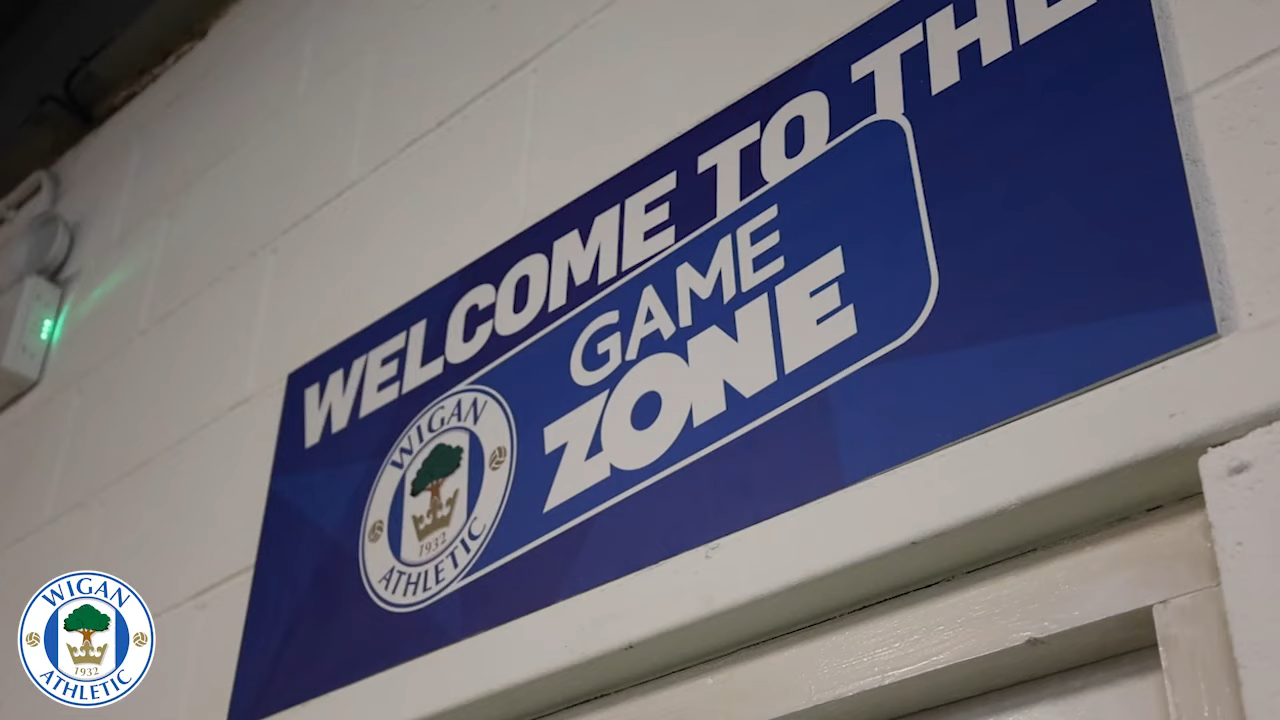 WELCOME TO THE
GAME
ZONE
WIGAN
1932
ATHLETIC
WIGAN
1932
ATHLETIC